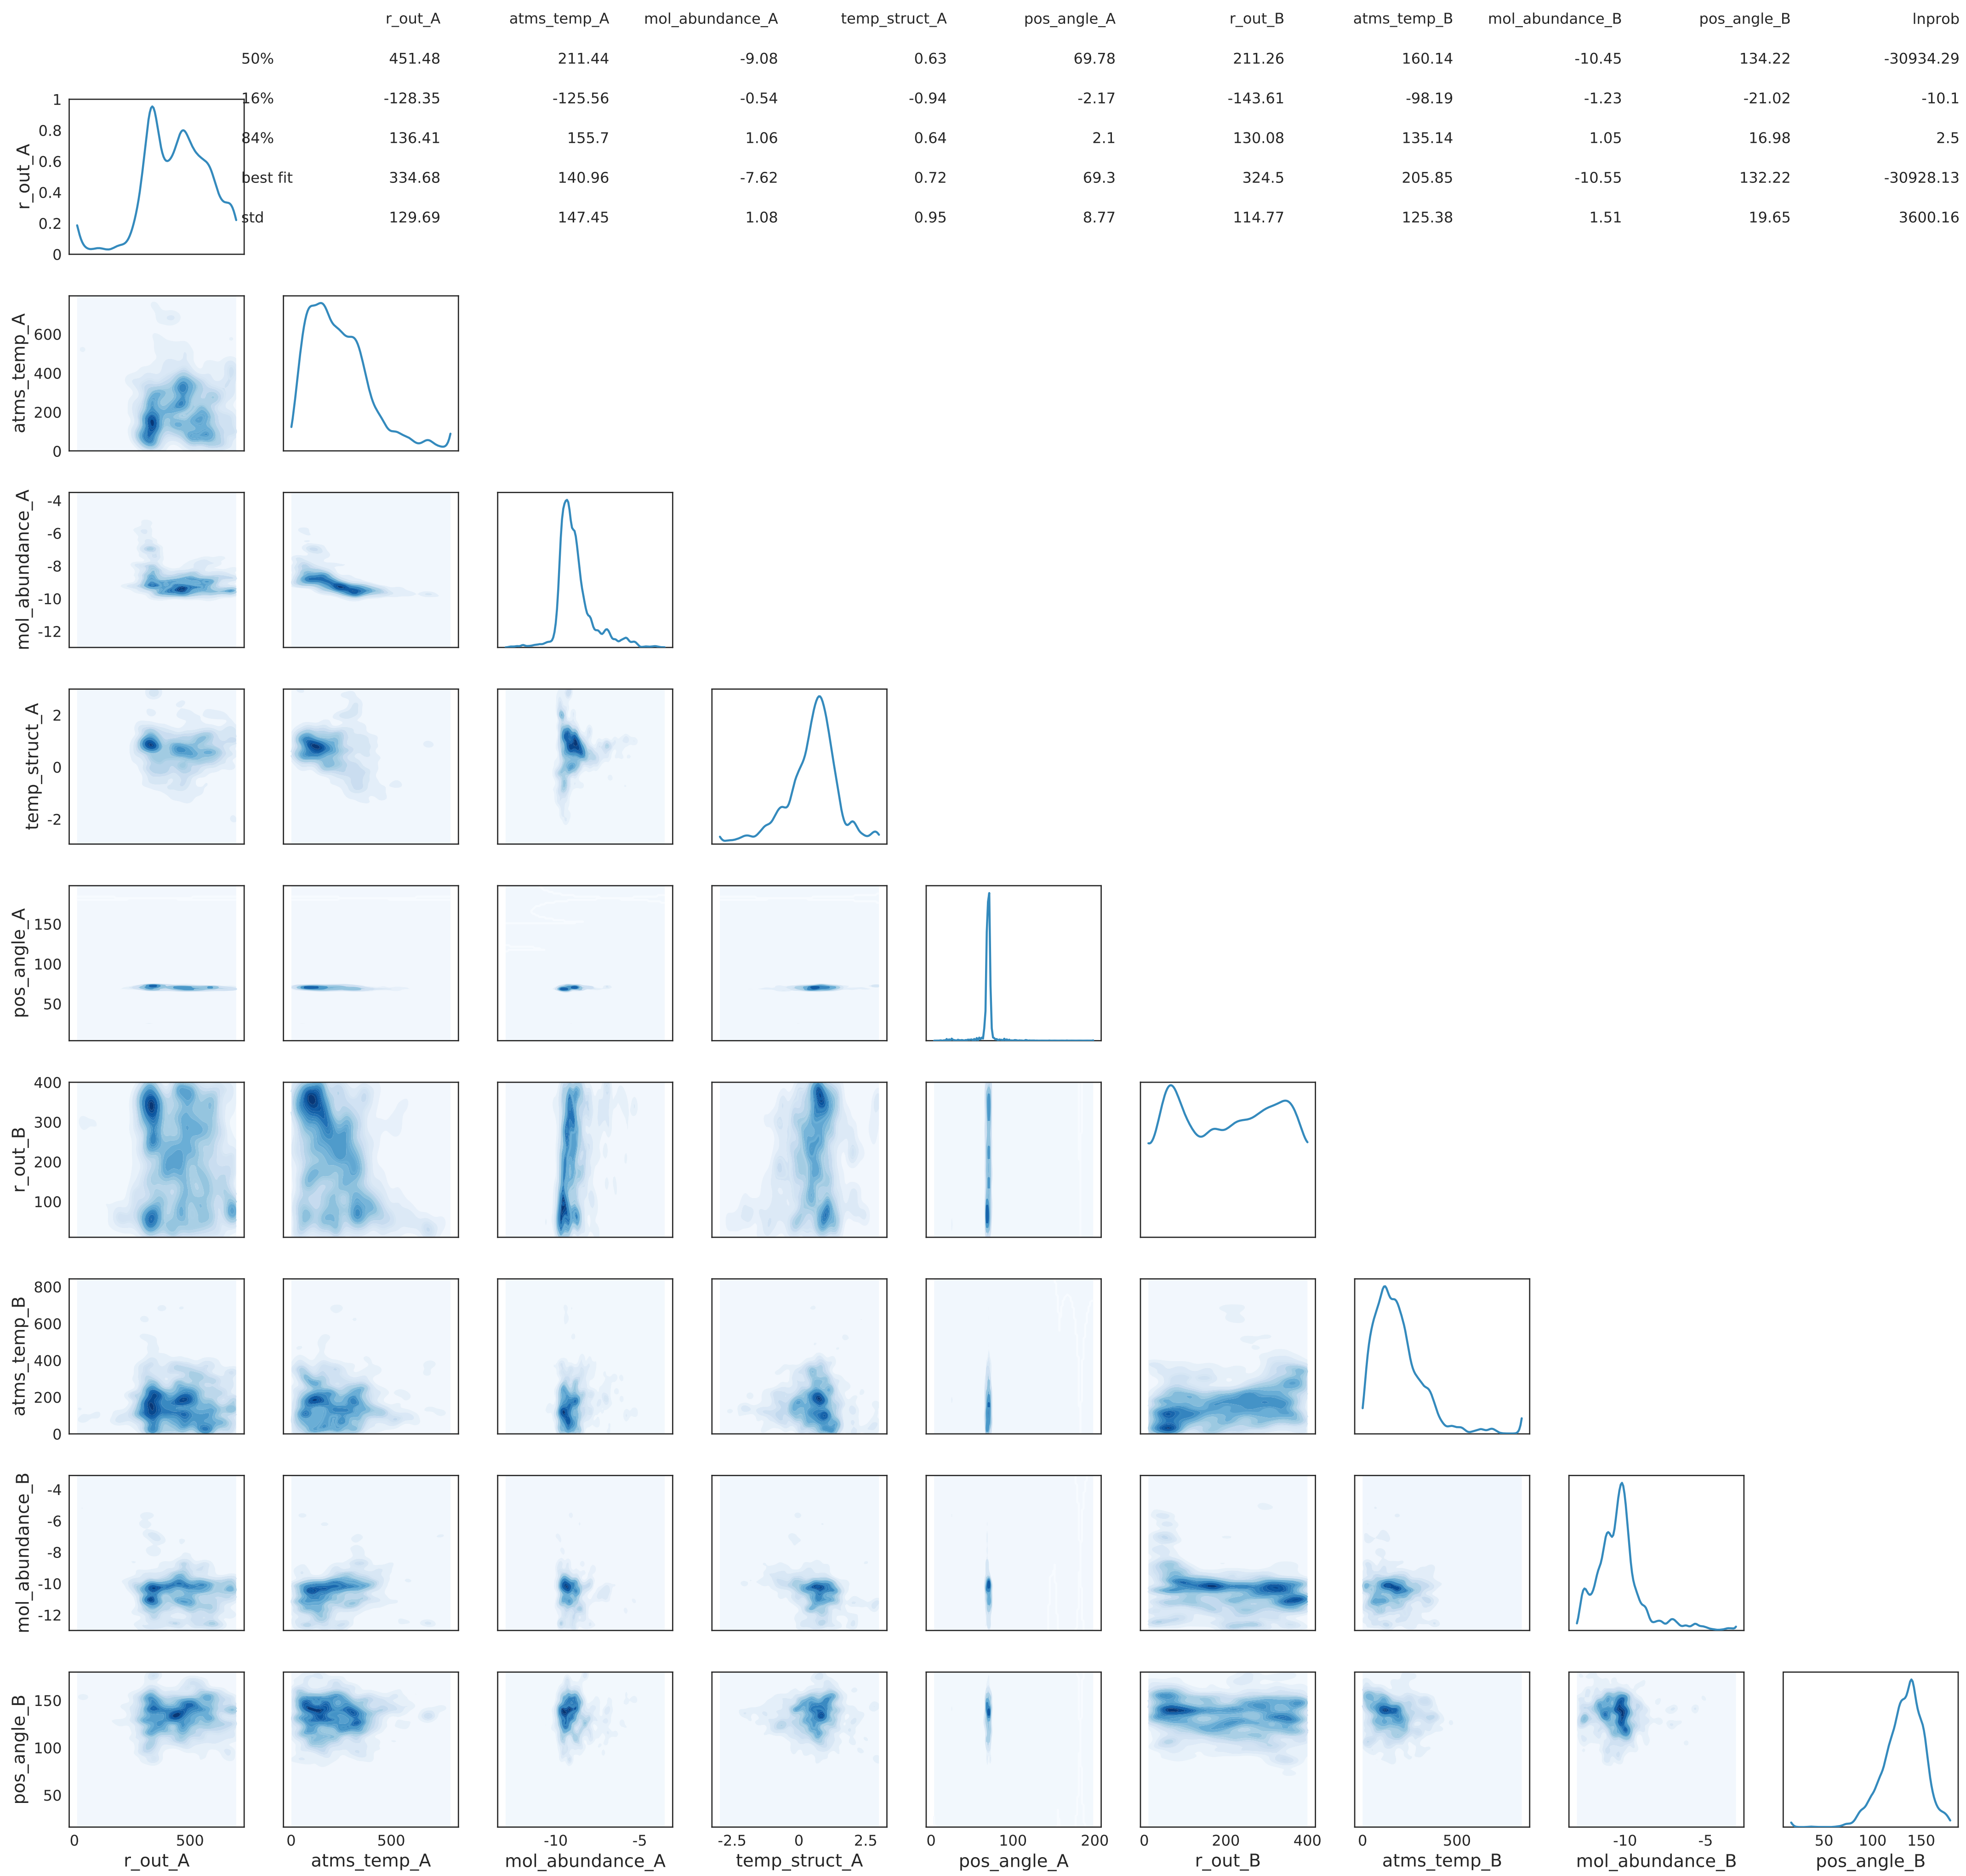 r_out_A atms_temp_A mol_abundance_A temp_struct_A pos_angle_A r_out_B atms_temp_B mol_abundance_B pos_angle_B lnprob
50% 451.48 211.44 -9.08 0.63 69.78 211.26 160.14 -10.45 134.22 -30934.29
16% -128.35 -125.56 -0.54 -0.94 -2.17 -143.61 -98.19 -1.23 -21.02 -10.1
84% 136.41 155.7 1.06 0.64 2.1 130.08 135.14 1.05 16.98 2.5
best fit 334.68 140.96 -7.62 0.72 69.3 324.5 205.85 -10.55 132.22 -30928.13
std 129.69 147.45 1.08 0.95 8.77 114.77 125.38 1.51 19.65 3600.16
r_out_A
1
0.8
0.6
0.4
0.2
0
atms_temp_A
600
400
200
0
mol_abundance_A
-4
-6
-8
-10
-12
temp_struct_A
2
0
-2
pos_angle_A
150
100
50
r_out_B
400
300
200
100
atms_temp_B
800
600
400
200
0
mol_abundance_B
-4
-6
-8
-10
-12
pos_angle_B
150
100
50
0 500 0 500 -10 -5 -2.5 0 2.5 0 100 200 0 200 400 0 500 -10 -5 50 100 150
r_out_A atms_temp_A mol_abundance_A temp_struct_A pos_angle_A r_out_B atms_temp_B mol_abundance_B pos_angle_B